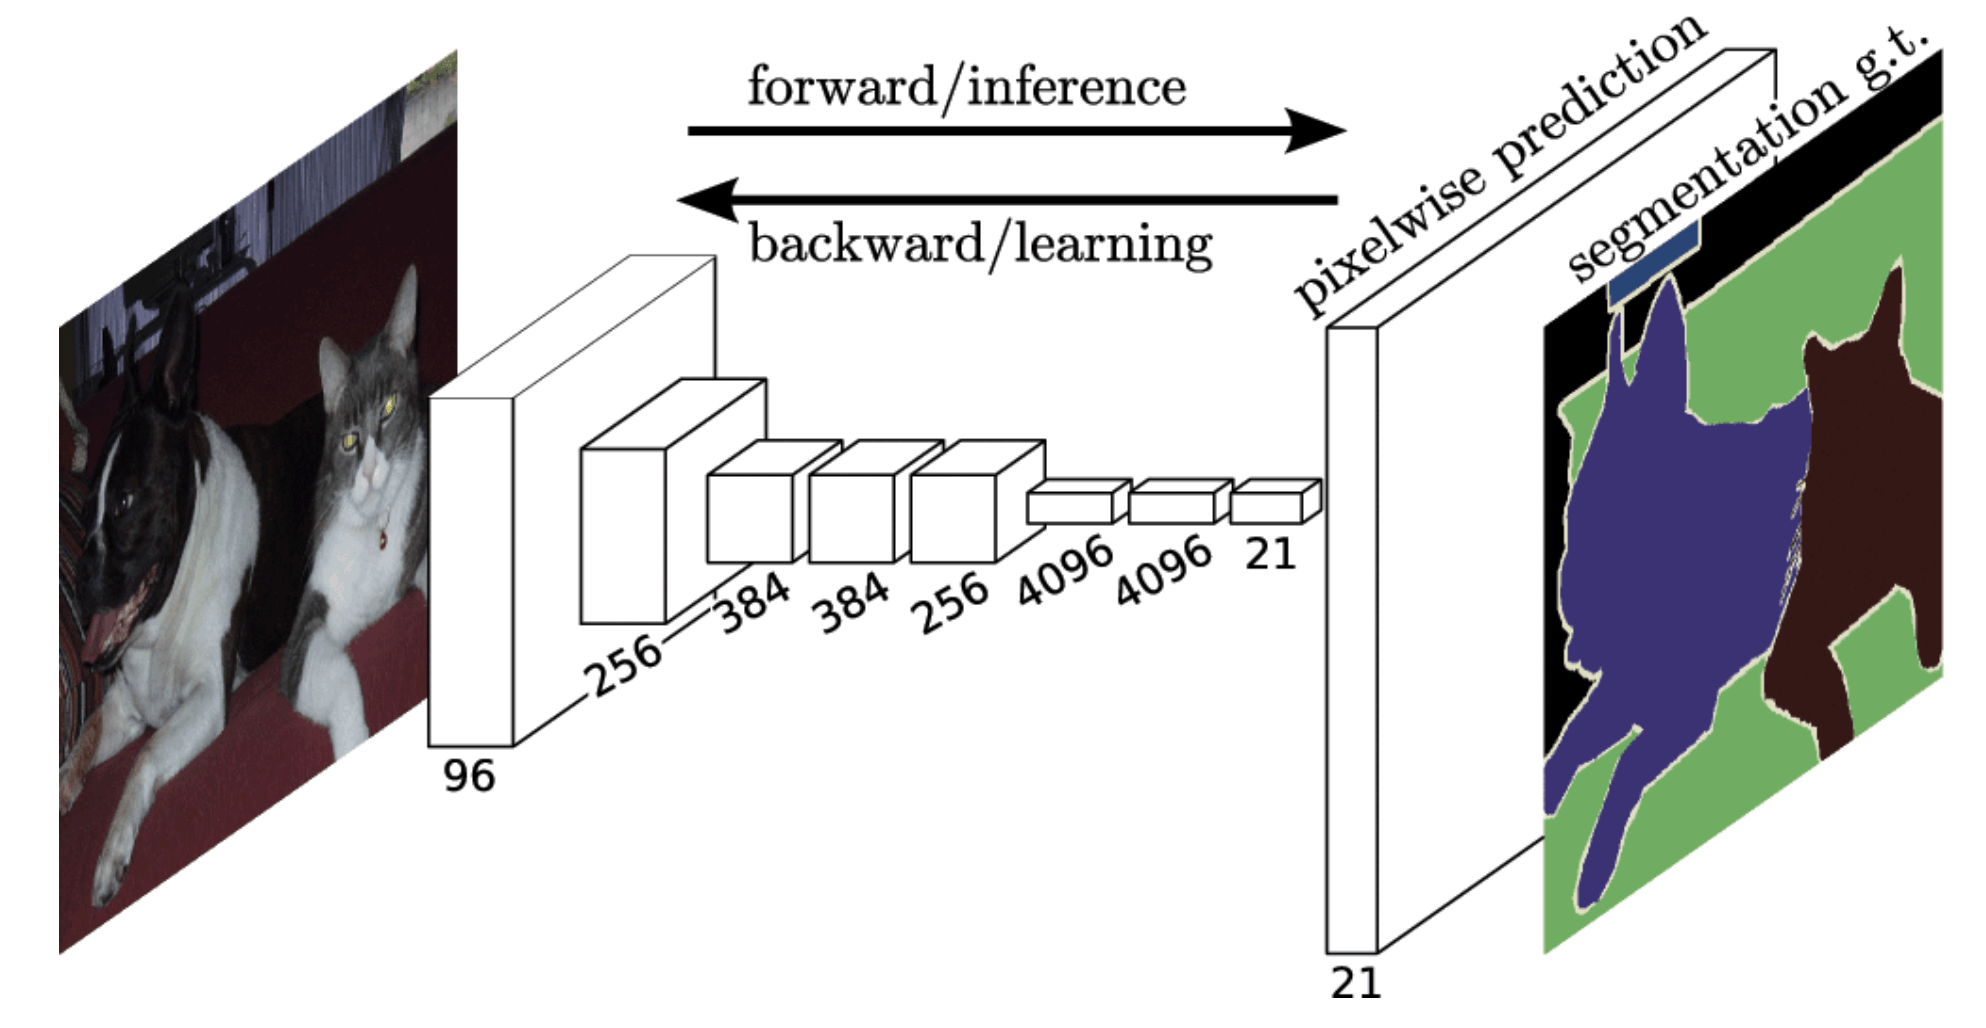 forward/inference
backward/learning
pixelwise prediction
segmentation g.t.
96
256
384
384
256
4096
4096
21
21